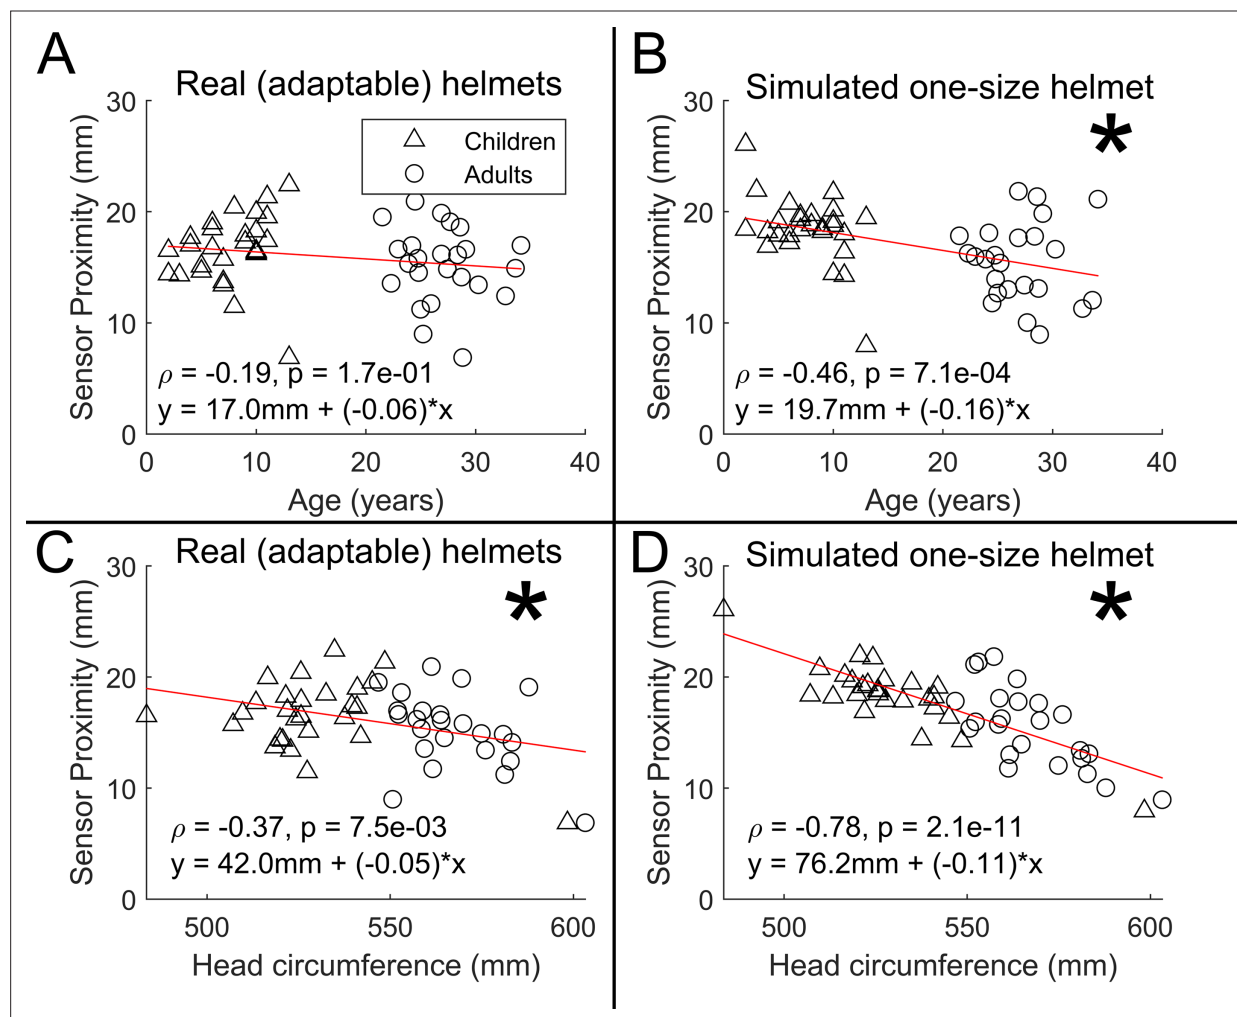 A
Real (adaptable) helmets
30
20
10
0
Sensor Proximity (mm)
Children
Adults
ρ = -0.19, p = 1.7e-01
y = 17.0mm + (-0.06)*x
0 10 20 30 40
Age (years)
B
Simulated one-size helmet
*
30
20
10
0
Sensor Proximity (mm)
ρ = -0.46, p = 7.1e-04
y = 19.7mm + (-0.16)*x
0 10 20 30 40
Age (years)
C
Real (adaptable) helmets
*
30
20
10
0
Sensor Proximity (mm)
ρ = -0.37, p = 7.5e-03
y = 42.0mm + (-0.05)*x
500 550 600
Head circumference (mm)
D
Simulated one-size helmet
*
30
20
10
0
Sensor Proximity (mm)
ρ = -0.78, p = 2.1e-11
y = 76.2mm + (-0.11)*x
500 550 600
Head circumference (mm)